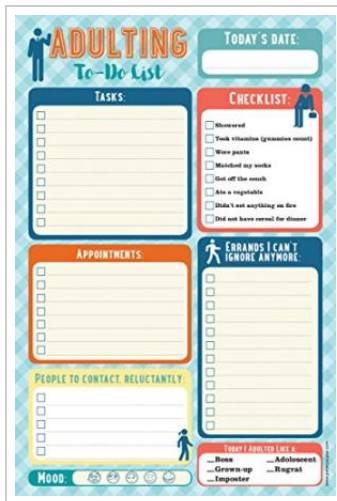 ADULTING
To-Do List
TODAY'S DATE:
TASKS:
CHECKLIST:
Showered
Took vitamins (gummies count)
Wore pants
Matched my socks
Got off the couch
Ate a vegetable
Didn't set anything on fire
Did not have cereal for dinner
APPOINTMENTS:
ERRANDS I CAN'T
IGNORE ANYMORE:
PEOPLE TO CONTACT, RELUCTANTLY:
MOOD:
TODAY I ADULTED LIKE A:
Boss
Adolescent
Grown-up
Rugrat
Imposter